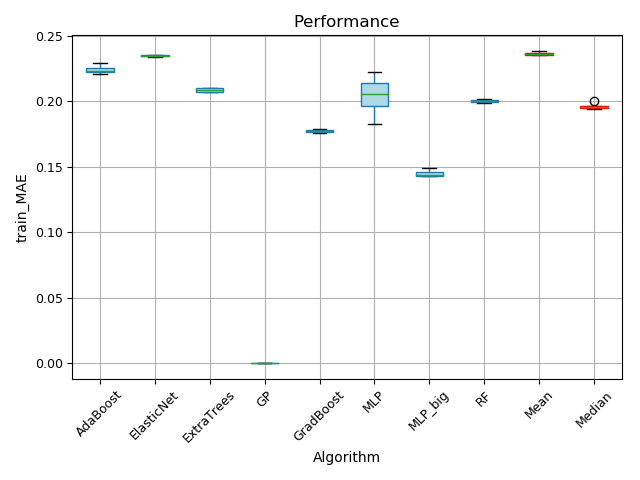 Performance
train_MAE
0.25
0.20
0.15
0.10
0.05
0.00
AdaBoost
ElasticNet
ExtraTrees
GP
GradBoost
MLP
MLP_big
RF
Mean
Median
Algorithm